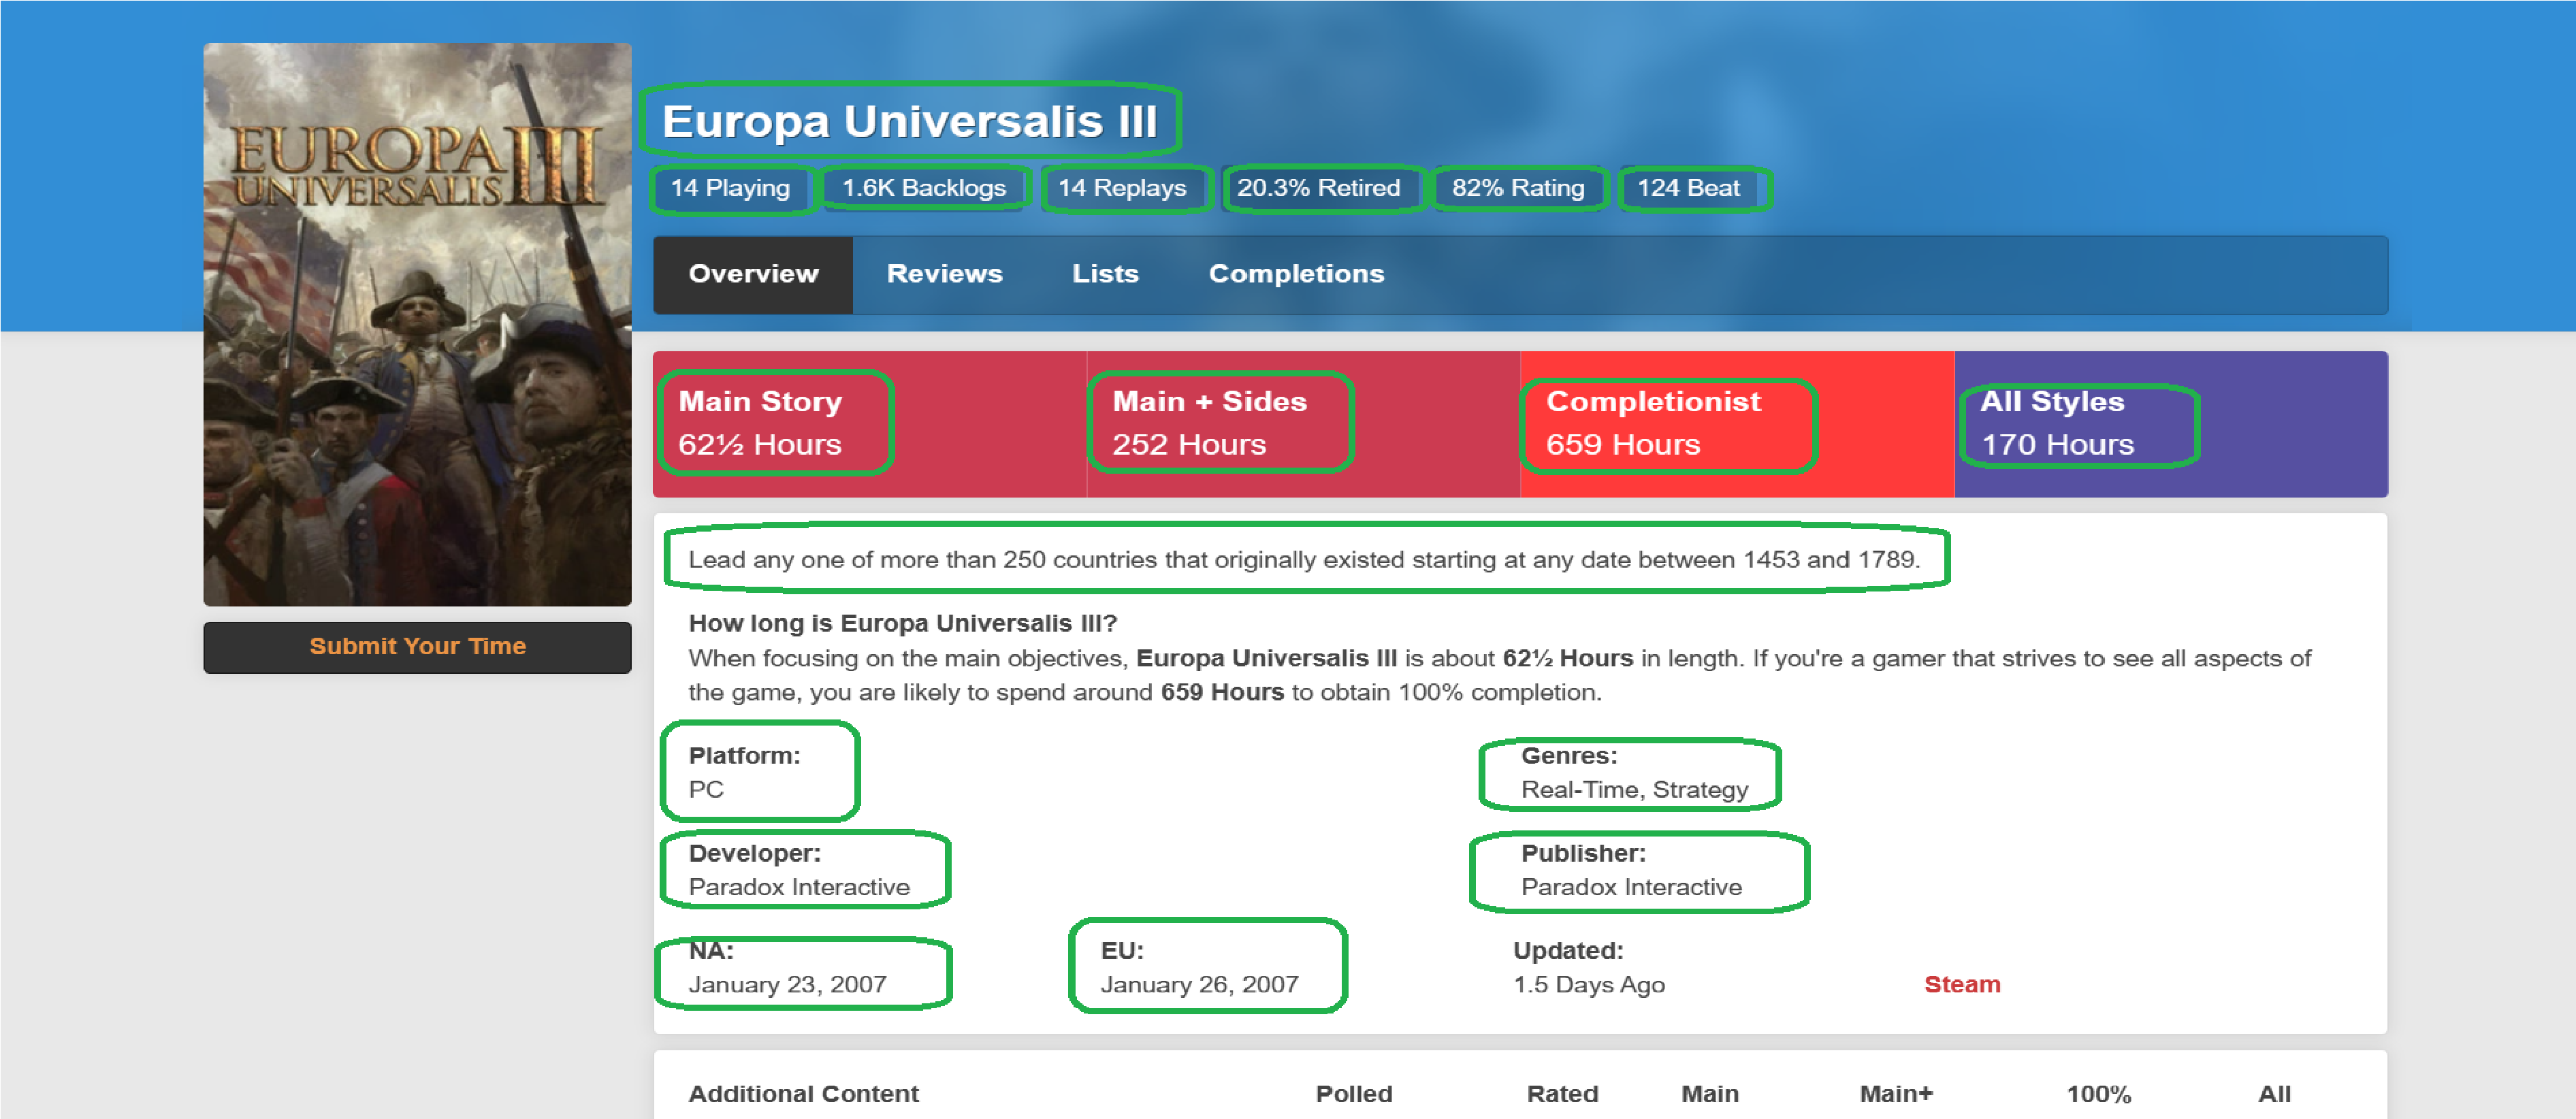 EUROPA III
UNIVERSALIS
Submit Your Time
Europa Universalis III
14 Playing 1.6K Backlogs 14 Replays 20.3% Retired 82% Rating 124 Beat
Overview Reviews Lists Completions
Main Story
62½ Hours
Main + Sides
252 Hours
Completionist
659 Hours
All Styles
170 Hours
Lead any one of more than 250 countries that originally existed starting at any date between 1453 and 1789.
How long is Europa Universalis III?
When focusing on the main objectives, Europa Universalis III is about 62½ Hours in length. If you're a gamer that strives to see all aspects of
the game, you are likely to spend around 659 Hours to obtain 100% completion.
Platform:
PC
Genres:
Real-Time, Strategy
Developer:
Paradox Interactive
Publisher:
Paradox Interactive
NA:
January 23, 2007
EU:
January 26, 2007
Updated:
1.5 Days Ago
Steam
Additional Content Polled Rated Main Main+ 100% All